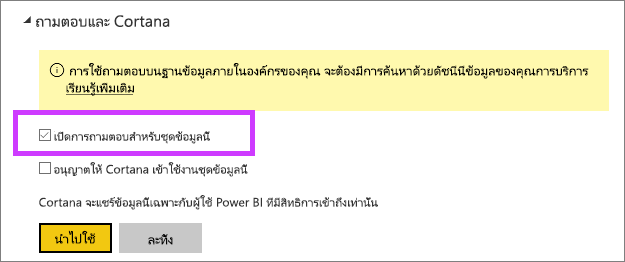 ถามตอบและ Cortana
การใช้ถามตอบบนฐานข้อมูลภายในองค์กรของคุณ จะต้องมีการค้นหาด้วยดัชนีนีข้อมูลของคุณการบริการ
เรียนรู้เพิ่มเติม
เปิดการถามตอบสำหรับชุดข้อมูลนี้
อนุญาตให้ Cortana เข้าใช้งานชุดข้อมูลนี้
Cortana จะแชร์ข้อมูลนี้เฉพาะกับผู้ใช้ Power BI ที่มีสิทธิการเข้าถึงเท่านั้น
นำไปใช้
ละทิ้ง